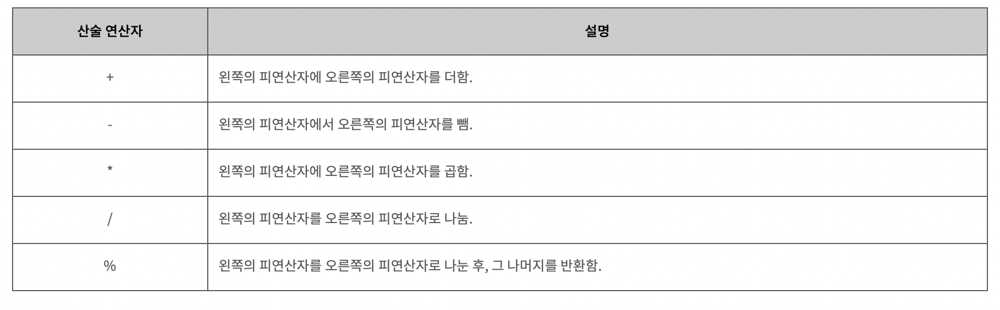 산술 연산자 설명
+ 왼쪽의 피연산자에 오른쪽의 피연산자를 더함.
- 왼쪽의 피연산자에서 오른쪽의 피연산자를 뺌.
* 왼쪽의 피연산자에 오른쪽의 피연산자를 곱함.
/ 왼쪽의 피연산자를 오른쪽의 피연산자로 나눔.
% 왼쪽의 피연산자를 오른쪽의 피연산자로 나눈 후, 그 나머지를 반환함.